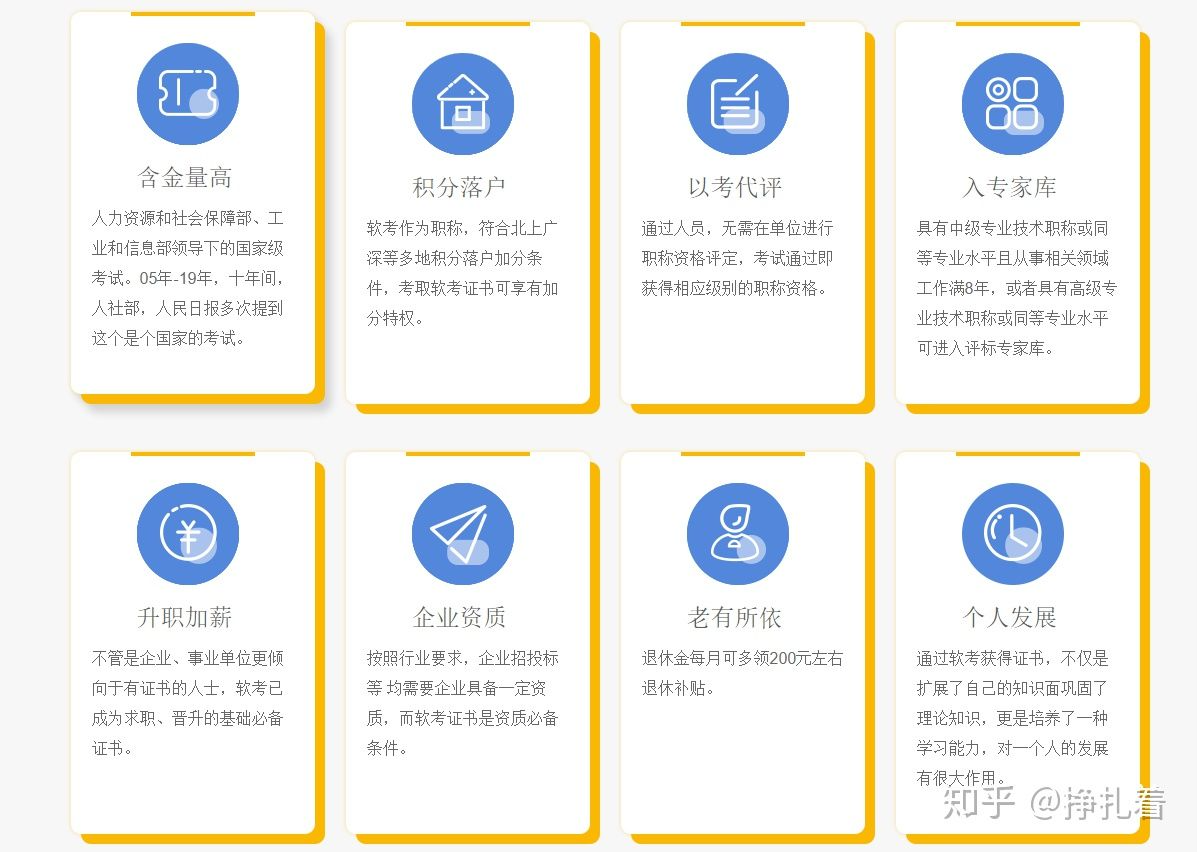 含金量高
人力资源和社会保障部、工
业和信息部领导下的国家级
考试。05年-19年，十年间，
人社部，人民日报多次提到
这个是个国家的考试。
积分落户
软考作为职称，符合北上广
深等多地积分落户加分条
件，考取软考证书可享有加
分特权。
以考代评
通过人员，无需在单位进行
职称资格评定，考试通过即
获得相应级别的职称资格。
入专家库
具有中级专业技术职称或同
等专业水平且从事相关领域
工作满8年，或者具有高级专
业技术职称或同等专业水平
可进入评标专家库。
升职加薪
不管是企业、事业单位更倾
向于有证书的人士，软考已
成为求职、晋升的基础必备
证书。
企业资质
按照行业要求，企业招投标
等 均需要企业具备一定资
质，而软考证书是资质必备
条件。
老有所依
退休金每月可多领200元左右
退休补贴。
个人发展
通过软考获得证书，不仅是
扩展了自己的知识面巩固了
理论知识，更是培养了一种
学习能力，对一个人的发展
有很大作用。
知乎 @挣扎着